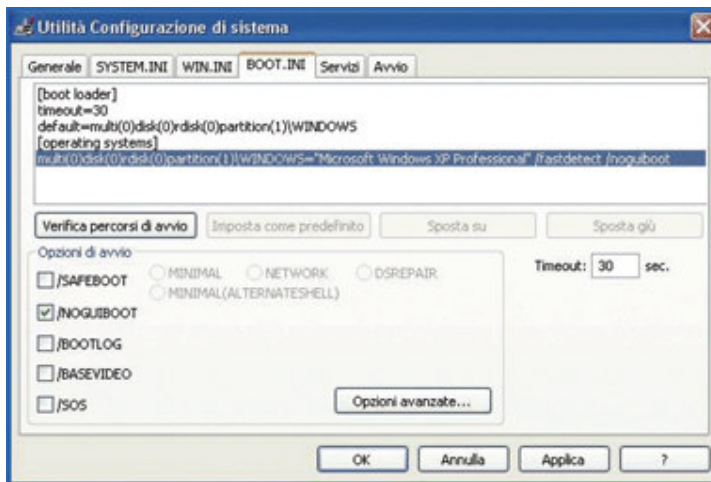 Utilità Configurazione di sistema
Generale SYSTEM.INI WIN.INI BOOT.INI Servizi Avvio
[boot loader]
timeout=30
default=multi(0)disk(0)rdisk(0)partition(1)\WINDOWS
[operating systems]
multi(0)disk(0)rdisk(0)partition(1)\WINDOWS="Microsoft Windows XP Professional" /fastdetect /noguiboot
Verifica percorsi di avvio Imposta come predefinito Sposta su Sposta giù
Opzioni di avvio
/SAFEBOOT MINIMAL NETWORK DSREPAIR Timeout: 30 sec.
MINIMAL(ALTERNATESHELL)
/NOGUIBOOT
/BOOTLOG
/BASEVIDEO
/SOS Opzioni avanzate...
OK Annulla Applica ?